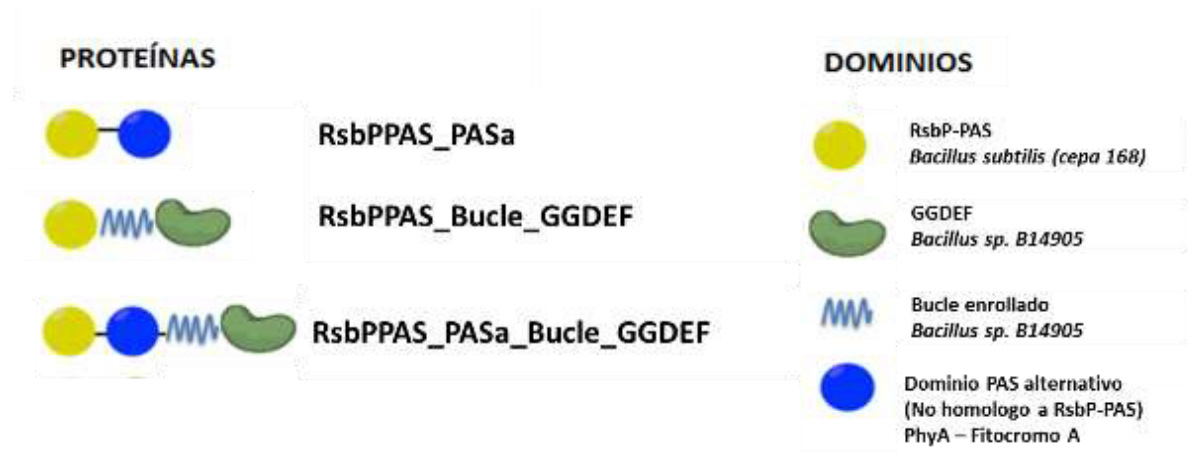 PROTEÍNAS
RsbPPAS_PASa
RsbPPAS_Bucle_GGDEF
RsbPPAS_PASa_Bucle_GGDEF
DOMINIOS
RsbP-PAS
Bacillus subtilis (cepa 168)
GGDEF
Bacillus sp. B14905
Bucle enrollado
Bacillus sp. B14905
Dominio PAS alternativo
(No homologo a RsbP-PAS)
PhyA – Fitocromo A